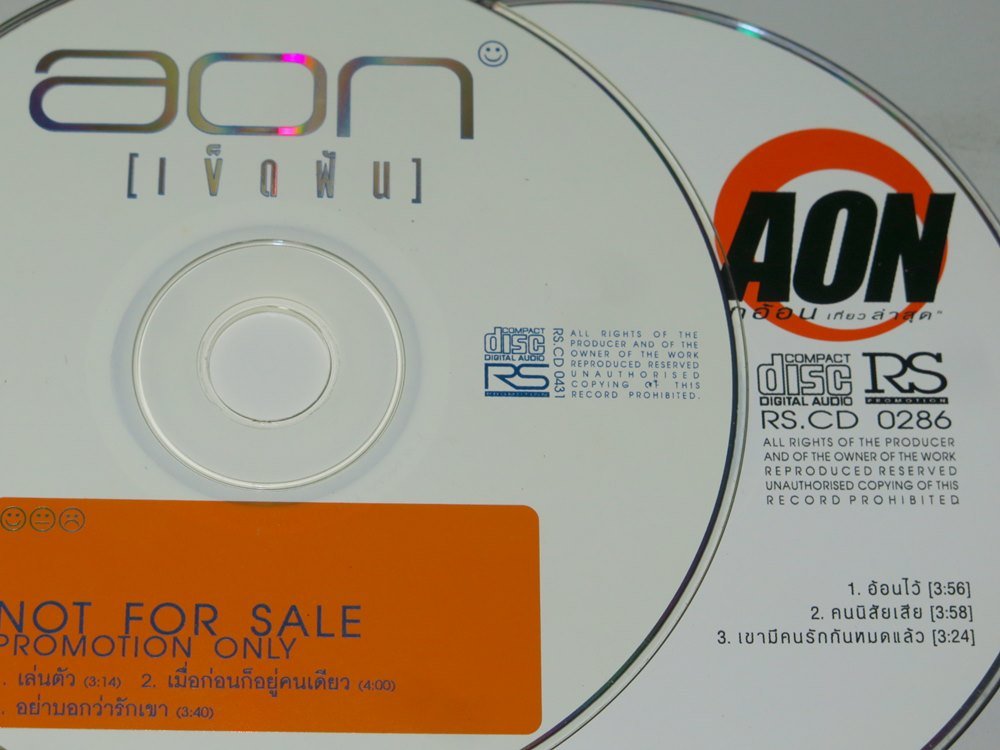 aon
[เข็ดฟัน]
COMPACT
disc
DIGITAL AUDIO
RS
RS.CD 0431
ALL RIGHTS OF THE
PRODUCER AND OF THE
OWNER OF THE WORK
REPRODUCED RESERVED
UNAUTHORISED
COPYING OF THIS
RECORD PROHIBITED.
NOT FOR SALE
PROMOTION ONLY
. เล่นตัว (3:14) 2. เมื่อก่อนก็อยู่คนเดียว (4:00)
. อย่าบอกว่ารักเขา (3:40)
AON
อ้อน เที่ยวล่าสุด"
COMPACT
disc
DIGITAL AUDIO
RS
PROMOTION
RS.CD 0286
ALL RIGHTS OF THE PRODUCER
AND OF THE OWNER OF THE WORK
REPRODUCED RESERVED
UNAUTHORISED COPYING OF THIS
RECORD PROHIBITED
1. อ้อนไว้ [3:56]
2. คนนิสัยเสีย [3:58]
3. เขามีคนรักกันหมดแล้ว [3:24]